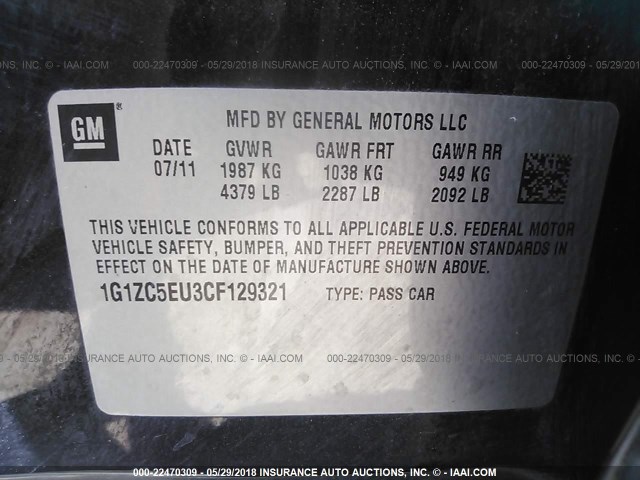 000-22470309 - 05/29/2018 INSURANCE AUTO AUCTIONS, INC. - © IAAI.COM
GM®
MFD BY GENERAL MOTORS LLC
DATE GVWR GAWR FRT GAWR RR
07/11 1987 KG 1038 KG 949 KG
4379 LB 2287 LB 2092 LB
THIS VEHICLE CONFORMS TO ALL APPLICABLE U.S. FEDERAL MOTOR
VEHICLE SAFETY, BUMPER, AND THEFT PREVENTION STANDARDS IN
EFFECT ON THE DATE OF MANUFACTURE SHOWN ABOVE.
1G1ZC5EU3CF129321 TYPE: PASS CAR
000-22470309 - 05/29/2018 INSURANCE AUTO AUCTIONS, INC. - © IAAI.COM
000-22470309 - 05/29/2018 INSURANCE AUTO AUCTIONS, INC. - © IAAI.COM